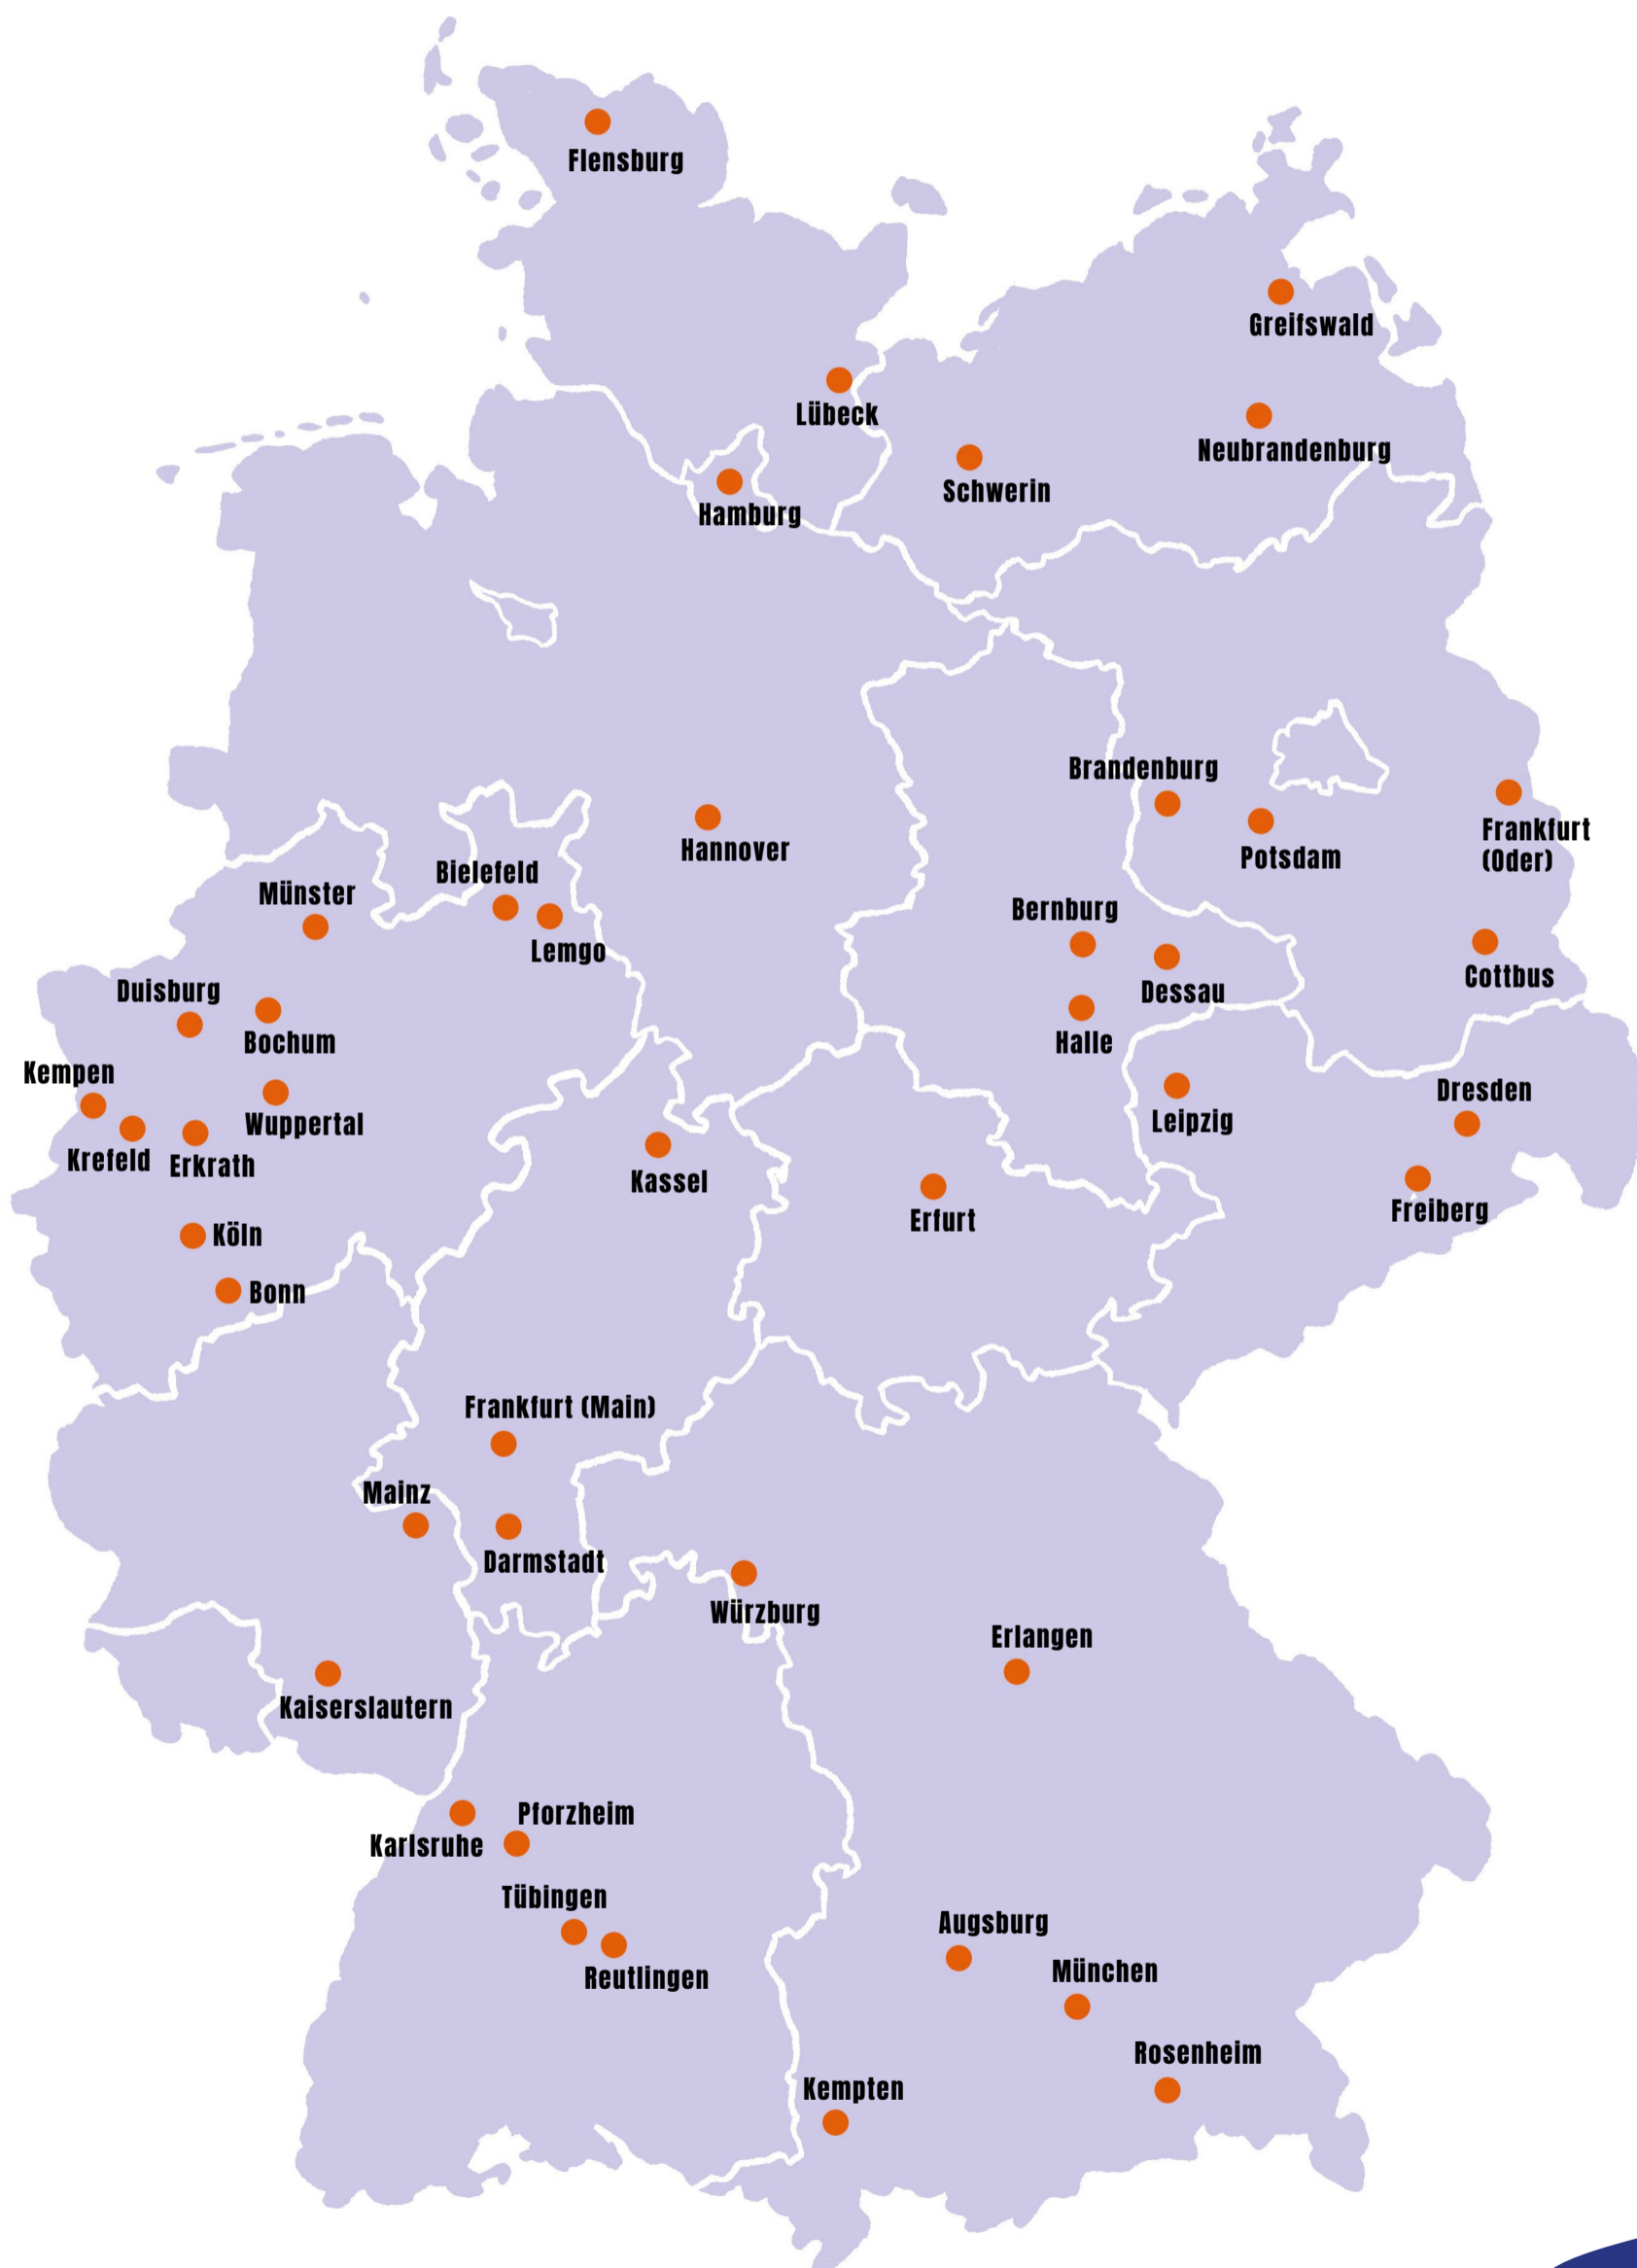 Flensburg
Greifswald
Lübeck
Neubrandenburg
Schwerin
Hamburg
Brandenburg
Frankfurt
(Oder)
Hannover
Potsdam
Bielefeld
Münster
Bernburg
Lemgo
Cottbus
Duisburg
Dessau
Bochum
Halle
Kempen
Dresden
Leipzig
Wuppertal
Krefeld
Erkrath
Kassel
Freiberg
Erfurt
Köln
Bonn
Frankfurt (Main)
Mainz
Darmstadt
Würzburg
Erlangen
Kaiserslautern
Pforzheim
Karlsruhe
Tübingen
Augsburg
München
Reutlingen
Rosenheim
Kempten